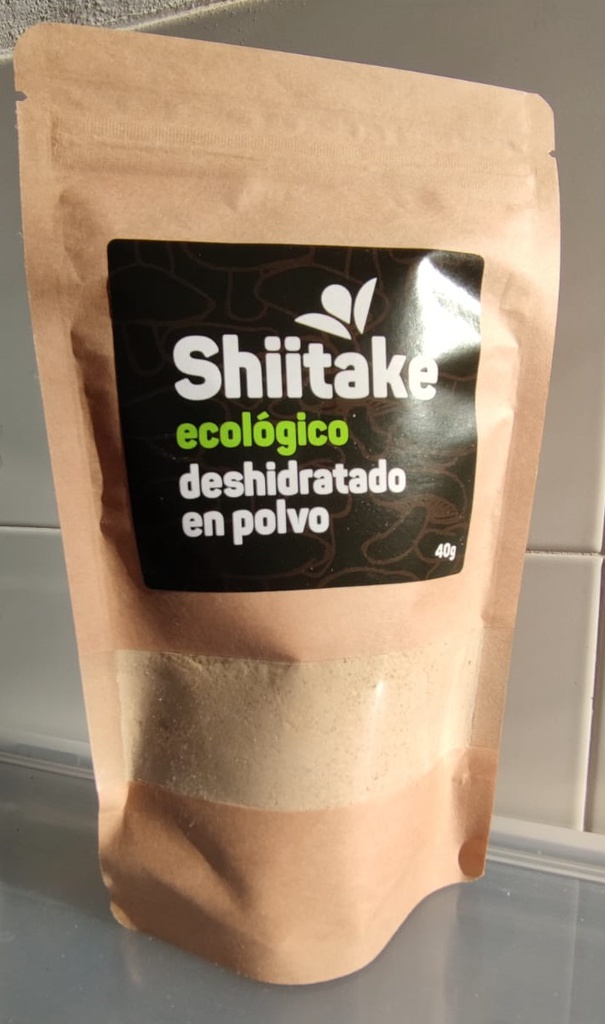 Shiitake
ecológico
deshidratado
en polvo
40g